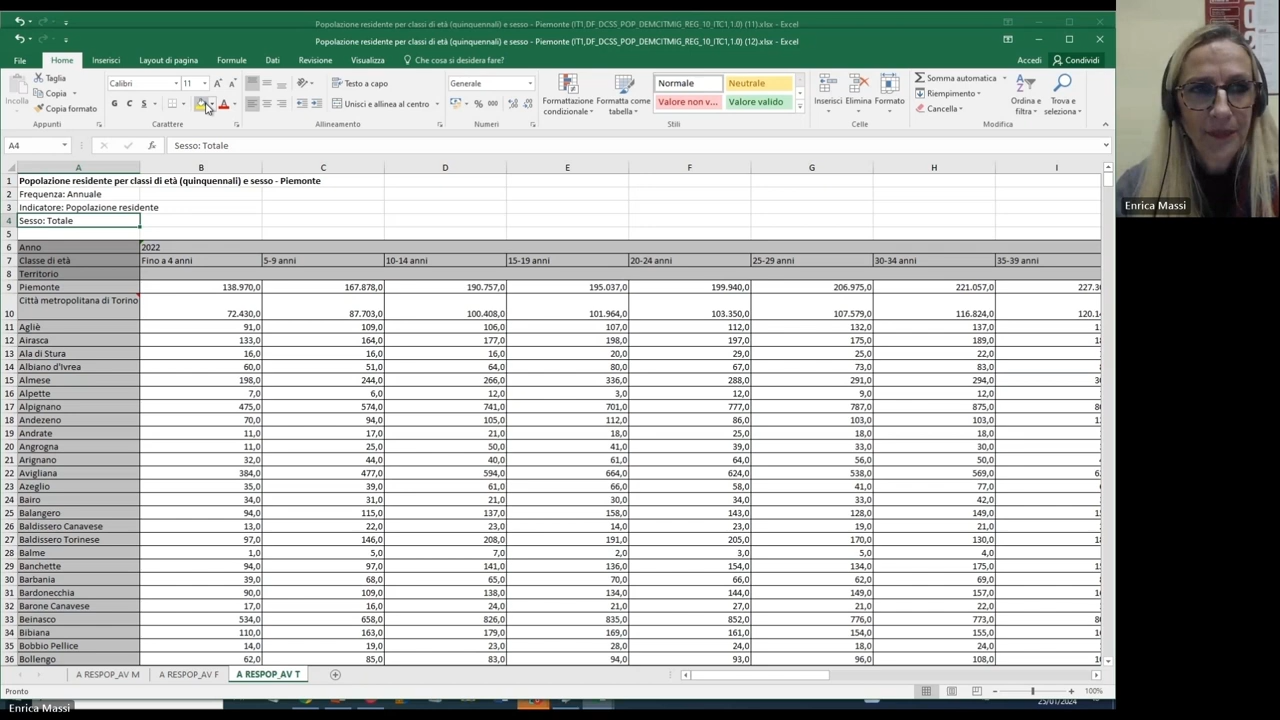 Popolazione residente per classi di età (quinquennali) e sesso - Piemonte (IT1,DF_DCSS_POP_DEMCITMIG_REG_10_ITC1,1.0) (11).xlsx - Excel
Popolazione residente per classi di età (quinquennali) e sesso - Piemonte (IT1,DF_DCSS_POP_DEMCITMIG_REG_10_ITC1,1.0) (12).xlsx - Excel
File Home Inserisci Layout di pagina Formule Dati Revisione Visualizza Che cosa si desidera fare? Accedi Condividi
Incolla Taglia Copia Copia formato Appunti
Calibri 11 G C S A Carattere
Testo a capo Unisci e allinea al centro Allineamento
Generale % 000 Numeri
Formattazione condizionale Formatta come tabella Normale Neutrale Valore non v... Valore valido Stili
Inserisci Elimina Formato Celle
Somma automatica Riempimento Cancella Ordina e filtra Trova e seleziona Modifica
A4 fx Sesso: Totale
A B C D E F G H I
1 Popolazione residente per classi di età (quinquennali) e sesso - Piemonte
2 Frequenza: Annuale
3 Indicatore: Popolazione residente
4 Sesso: Totale
5
6 Anno 2022
7 Classe di età Fino a 4 anni 5-9 anni 10-14 anni 15-19 anni 20-24 anni 25-29 anni 30-34 anni 35-39 anni
8 Territorio
9 Piemonte 138.970,0 167.878,0 190.757,0 195.037,0 199.940,0 206.975,0 221.057,0
10 Città metropolitana di Torino 72.430,0 87.703,0 100.408,0 101.964,0 103.350,0 107.579,0 116.824,0
11 Agliè 91,0 109,0 106,0 107,0 112,0 132,0 137,0
12 Airasca 133,0 164,0 177,0 198,0 197,0 175,0 189,0
13 Ala di Stura 16,0 16,0 16,0 20,0 29,0 25,0 22,0
14 Albiano d'Ivrea 60,0 51,0 64,0 80,0 67,0 73,0 83,0
15 Almese 198,0 244,0 266,0 336,0 288,0 291,0 294,0
16 Alpette 7,0 6,0 12,0 3,0 12,0 9,0 12,0
17 Alpignano 475,0 574,0 741,0 701,0 777,0 787,0 875,0
18 Andezeno 70,0 94,0 105,0 112,0 86,0 103,0 103,0
19 Andrate 11,0 17,0 21,0 18,0 25,0 18,0 18,0
20 Angrogna 11,0 25,0 50,0 41,0 39,0 33,0 30,0
21 Arignano 32,0 44,0 40,0 61,0 64,0 56,0 50,0
22 Avigliana 384,0 477,0 594,0 664,0 624,0 538,0 569,0
23 Azeglio 35,0 39,0 61,0 66,0 58,0 41,0 77,0
24 Bairo 34,0 31,0 21,0 30,0 34,0 33,0 42,0
25 Balangero 94,0 115,0 137,0 158,0 143,0 128,0 149,0
26 Baldissero Canavese 13,0 22,0 23,0 14,0 23,0 19,0 21,0
27 Baldissero Torinese 97,0 146,0 208,0 191,0 205,0 170,0 130,0
28 Balme 1,0 5,0 7,0 2,0 3,0 5,0 4,0
29 Banchette 94,0 97,0 141,0 136,0 154,0 134,0 175,0
30 Barbania 39,0 68,0 65,0 70,0 66,0 62,0 69,0
31 Bardonecchia 90,0 109,0 138,0 134,0 144,0 149,0 157,0
32 Barone Canavese 17,0 16,0 24,0 21,0 27,0 21,0 22,0
33 Beinasco 534,0 658,0 826,0 835,0 852,0 776,0 773,0
34 Bibiana 110,0 163,0 179,0 169,0 161,0 154,0 155,0
35 Bobbio Pellice 14,0 19,0 23,0 28,0 24,0 18,0 24,0
36 Bollengo 62,0 85,0 83,0 94,0 93,0 96,0 108,0
A RESPOP_AV M A RESPOP_AV F A RESPOP_AV T
Pronto 100%
25/01/2024
Enrica Massi
Enrica Massi